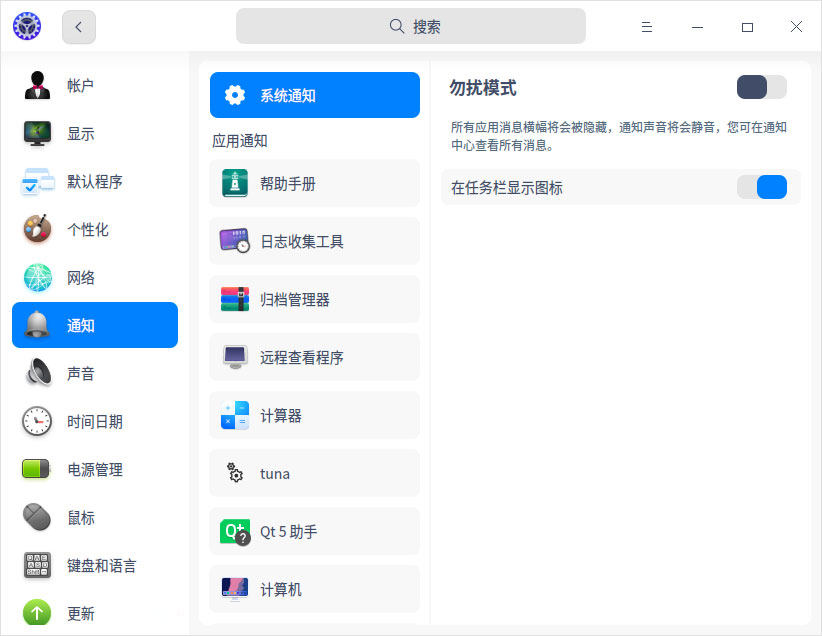 搜索
帐户
显示
默认程序
个性化
网络
通知
声音
时间日期
电源管理
鼠标
键盘和语言
更新
系统通知
应用通知
帮助手册
日志收集工具
归档管理器
远程查看程序
计算器
tuna
Qt 5 助手
计算机
勿扰模式
所有应用消息横幅将会被隐藏，通知声音将会静音，您可在通知
中心查看所有消息。
在任务栏显示图标